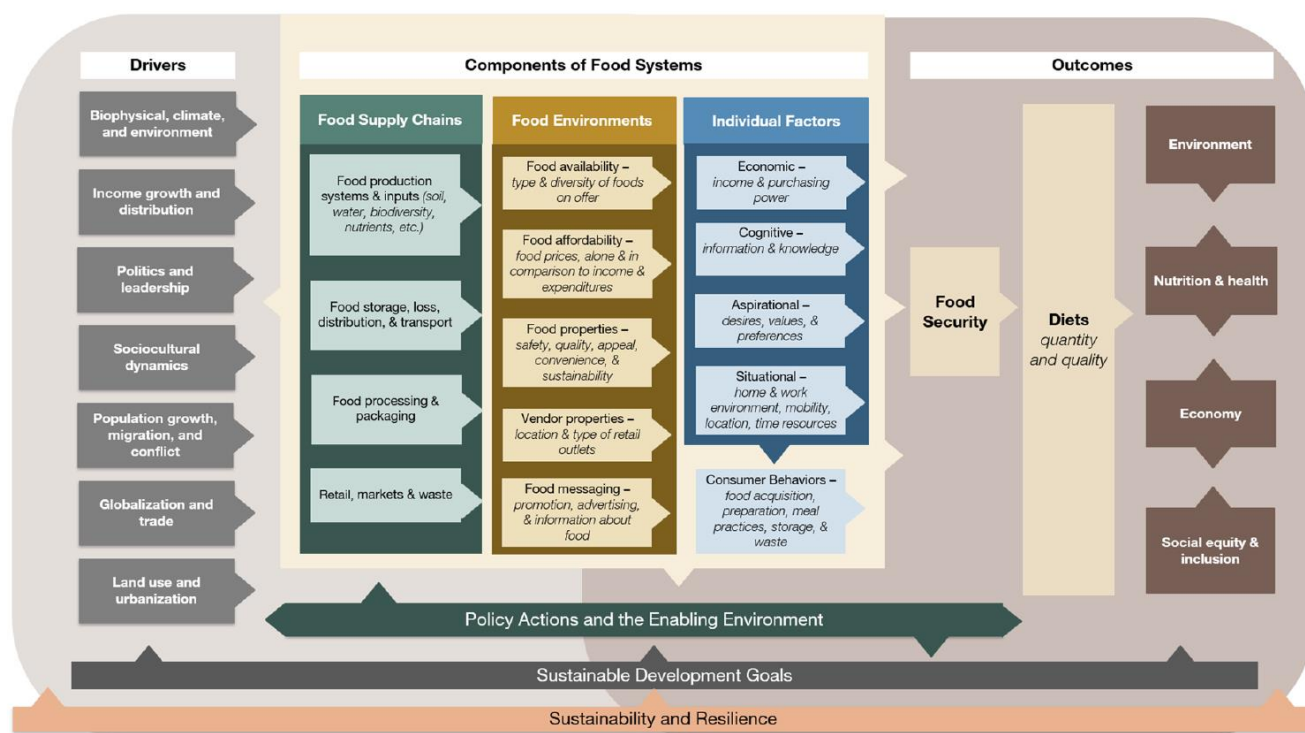 Drivers
Biophysical, climate,
and environment
Income growth and
distribution
Politics and
leadership
Sociocultural
dynamics
Population growth,
migration, and
conflict
Globalization and
trade
Land use and
urbanization
Components of Food Systems
Food Supply Chains
Food production
systems & inputs (soil,
water, biodiversity,
nutrients, etc.)
Food storage, loss,
distribution, & transport
Food processing &
packaging
Retail, markets & waste
Food Environments
Food availability –
type & diversity of foods
on offer
Food affordability –
food prices, alone & in
comparison to income &
expenditures
Food properties –
safety, quality, appeal,
convenience, &
sustainability
Vendor properties –
location & type of retail
outlets
Food messaging –
promotion, advertising,
& information about
food
Individual Factors
Economic –
income & purchasing
power
Cognitive –
information & knowledge
Aspirational –
desires, values, &
preferences
Situational –
home & work
environment, mobility,
location, time resources
Consumer Behaviors –
food acquisition,
preparation, meal
practices, storage, &
waste
Outcomes
Food
Security
Diets
quantity
and quality
Environment
Nutrition & health
Economy
Social equity &
inclusion
Policy Actions and the Enabling Environment
Sustainable Development Goals
Sustainability and Resilience